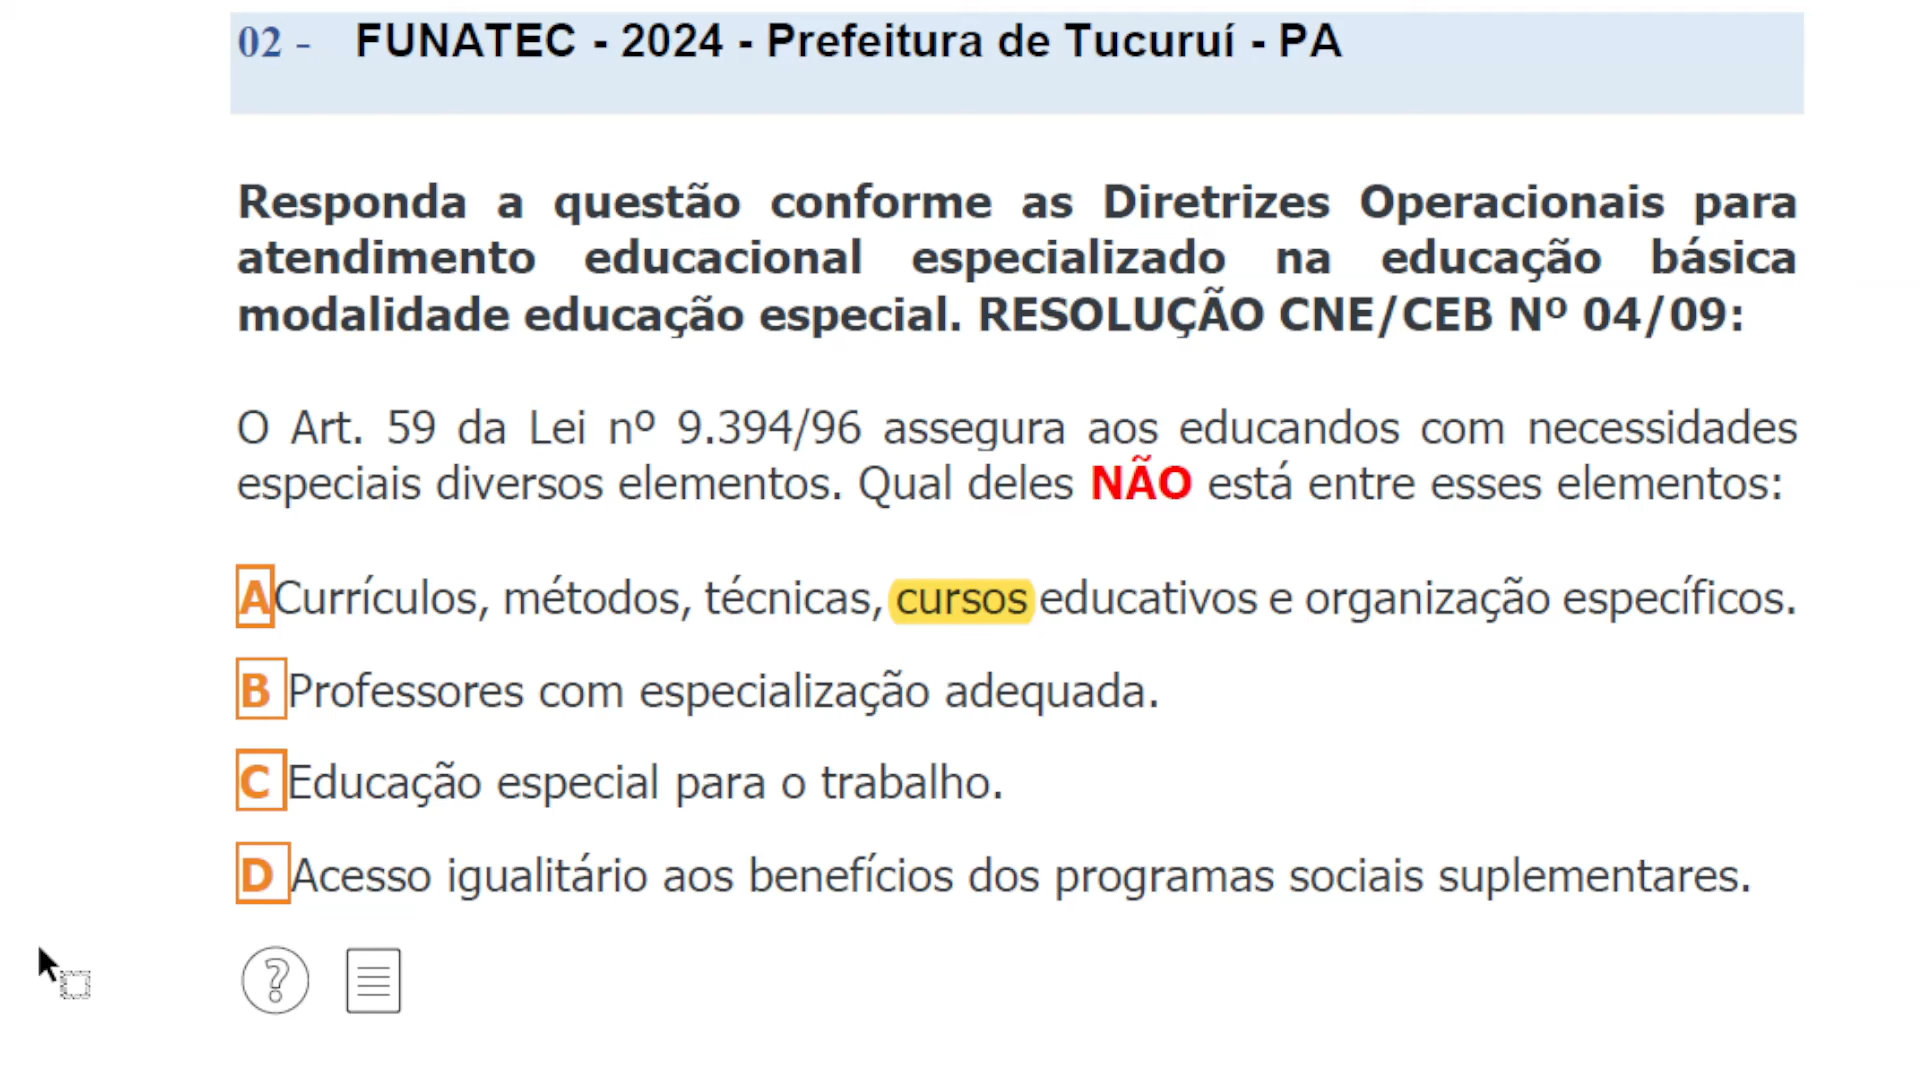 02 - FUNATEC - 2024 - Prefeitura de Tucuruí - PA
Responda a questão conforme as Diretrizes Operacionais para
atendimento educacional especializado na educação básica
modalidade educação especial. RESOLUÇÃO CNE/CEB Nº 04/09:
O Art. 59 da Lei nº 9.394/96 assegura aos educandos com necessidades
especiais diversos elementos. Qual deles NÃO está entre esses elementos:
A Currículos, métodos, técnicas, cursos educativos e organização específicos.
B Professores com especialização adequada.
C Educação especial para o trabalho.
D Acesso igualitário aos benefícios dos programas sociais suplementares.
?